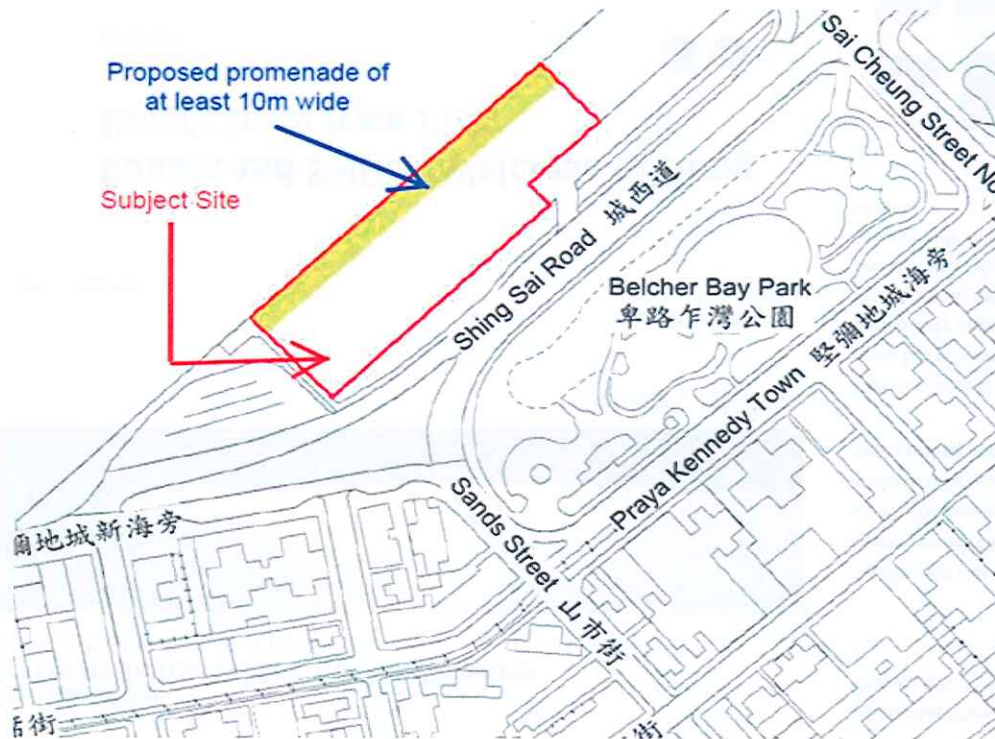 Proposed promenade of
at least 10m wide
Subject Site
Sai Cheung Street No
Shing Sai Road 城西道
Belcher Bay Park
卑路乍灣公園
Praya Kennedy Town 堅彌地城海旁
Sands Street 山市街
彌地城新海旁
街
街